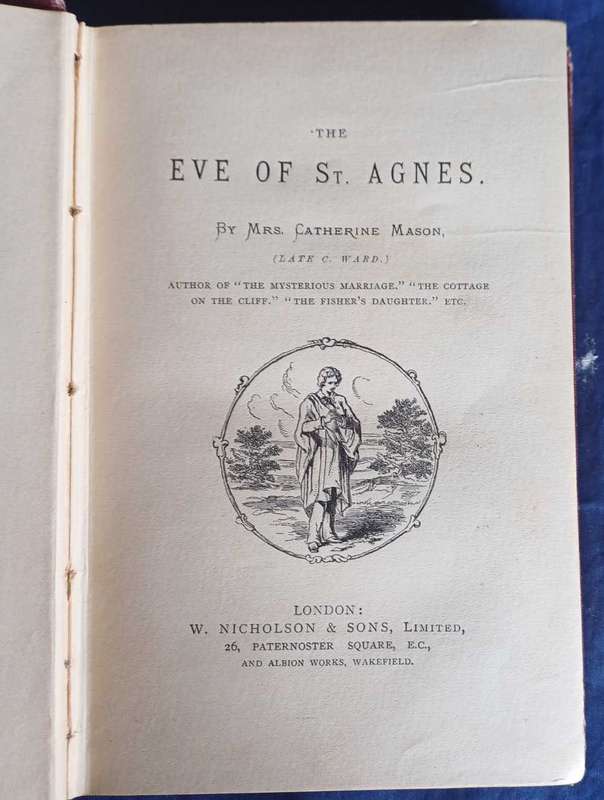 THE
EVE OF ST. AGNES.
BY MRS. CATHERINE MASON,
(LATE C. WARD.)
AUTHOR OF "THE MYSTERIOUS MARRIAGE." "THE COTTAGE
ON THE CLIFF." "THE FISHER'S DAUGHTER." ETC.
LONDON:
W. NICHOLSON & SONS, LIMITED,
26, PATERNOSTER SQUARE, E.C.,
AND ALBION WORKS, WAKEFIELD.